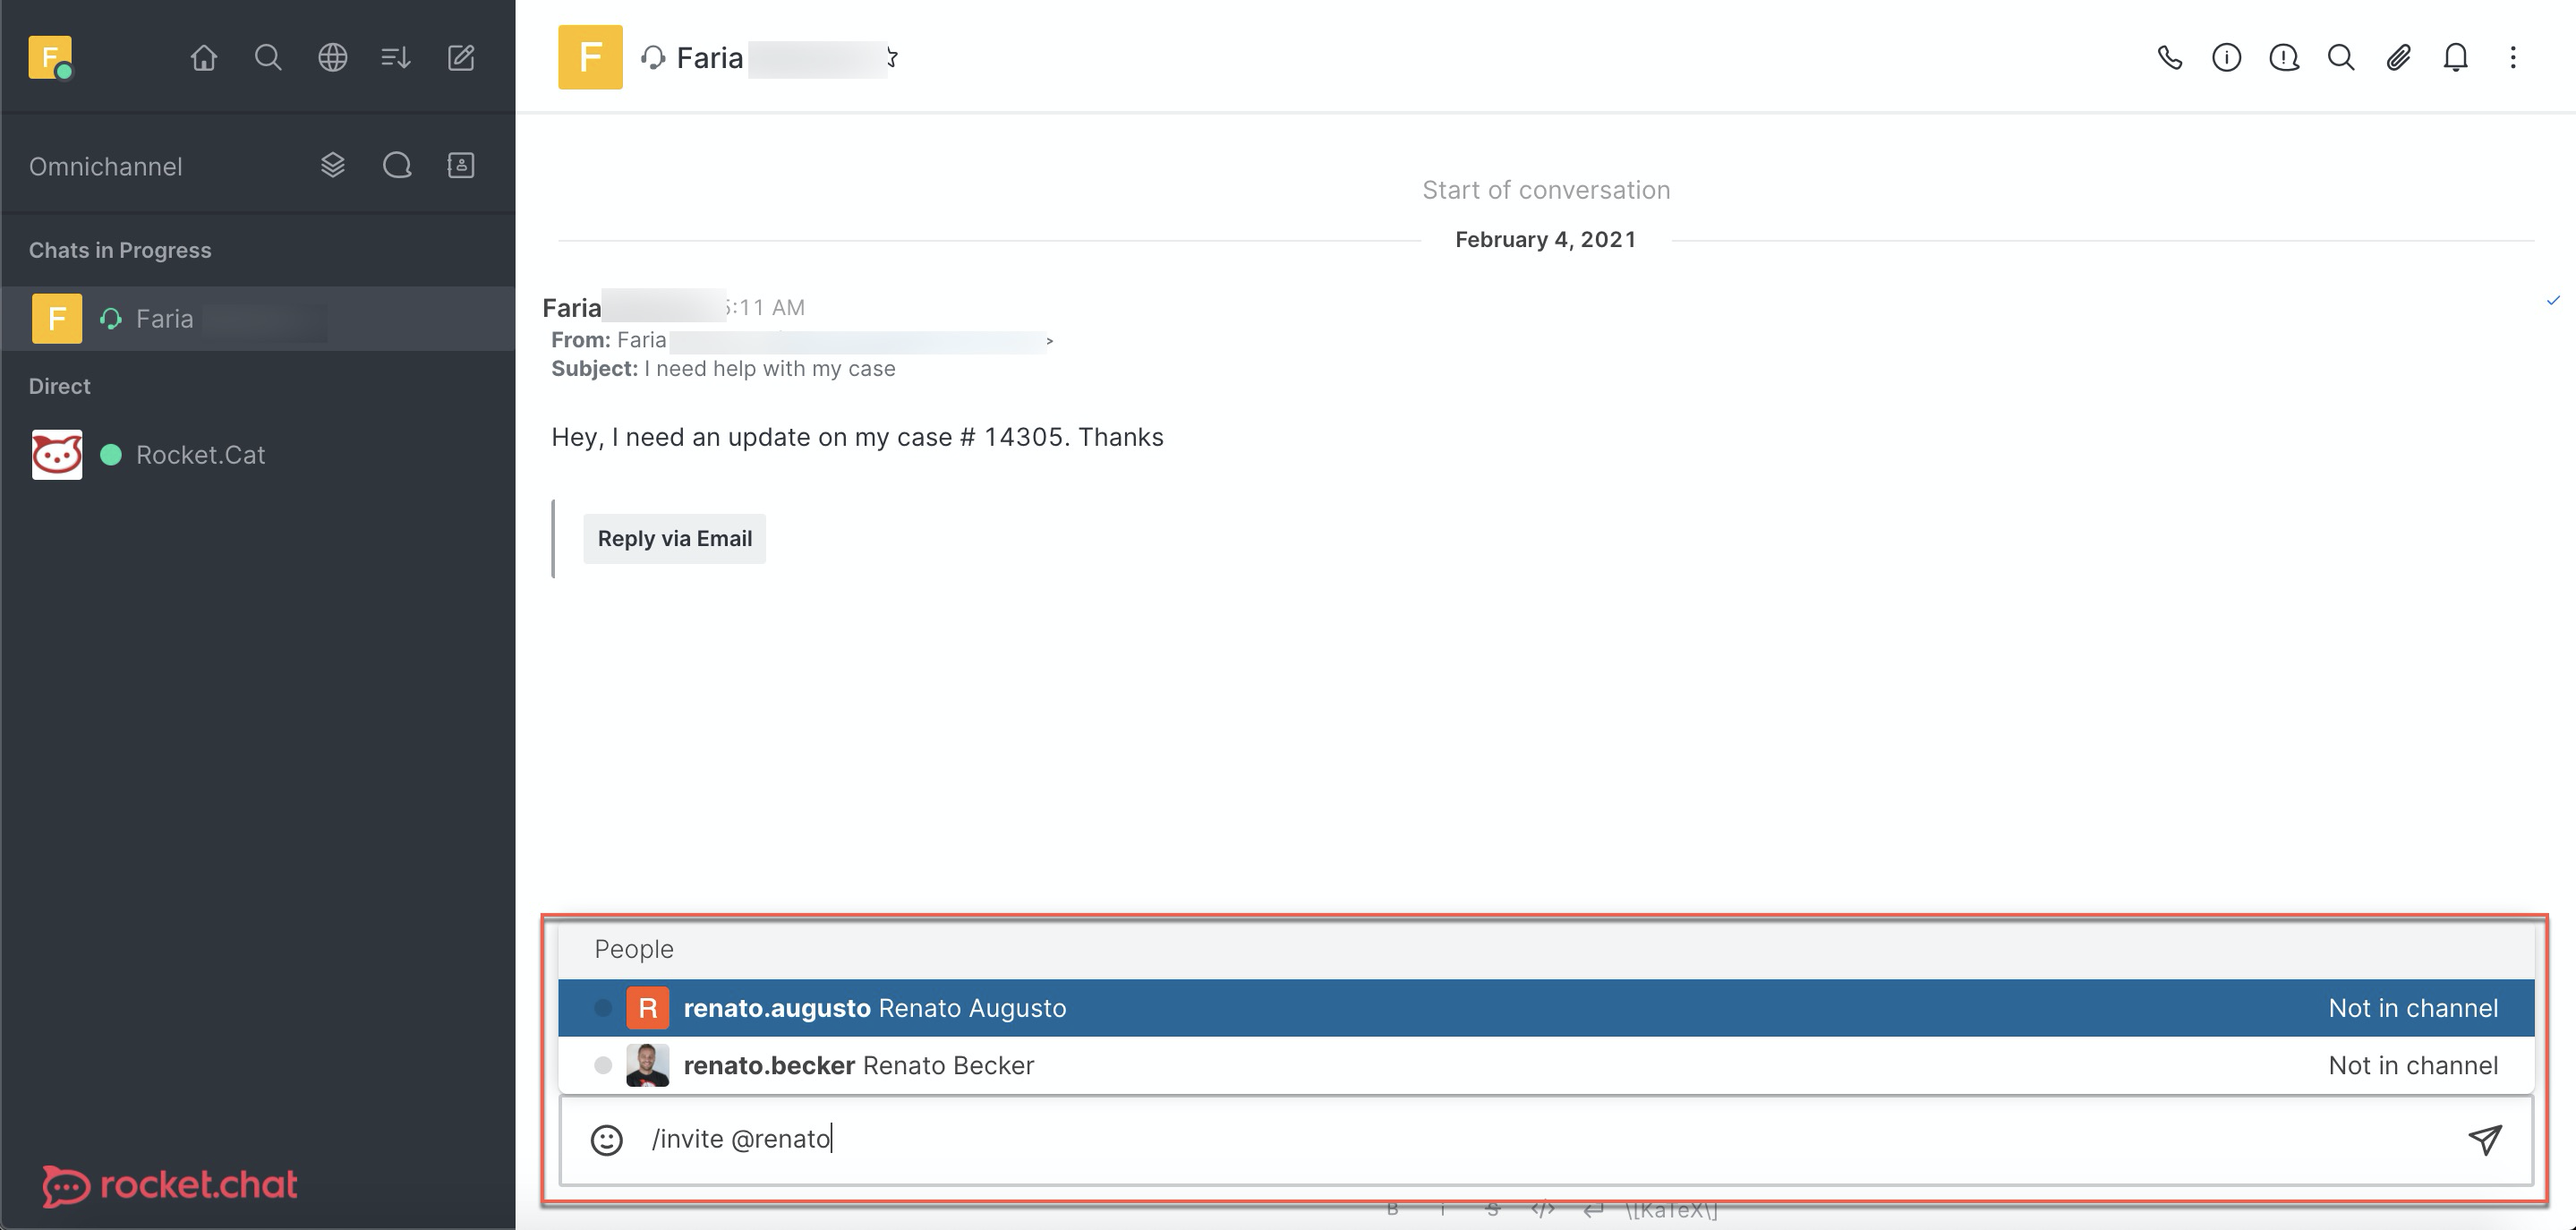 F
Omnichannel
Chats in Progress
F Faria
Direct
Rocket.Cat
rocket.chat
F Faria
Start of conversation
February 4, 2021
Faria :11 AM
From: Faria >
Subject: I need help with my case
Hey, I need an update on my case # 14305. Thanks
Reply via Email
People
R renato.augusto Renato Augusto Not in channel
renato.becker Renato Becker Not in channel
/invite @renato
B i S </> \[KaTeX\]